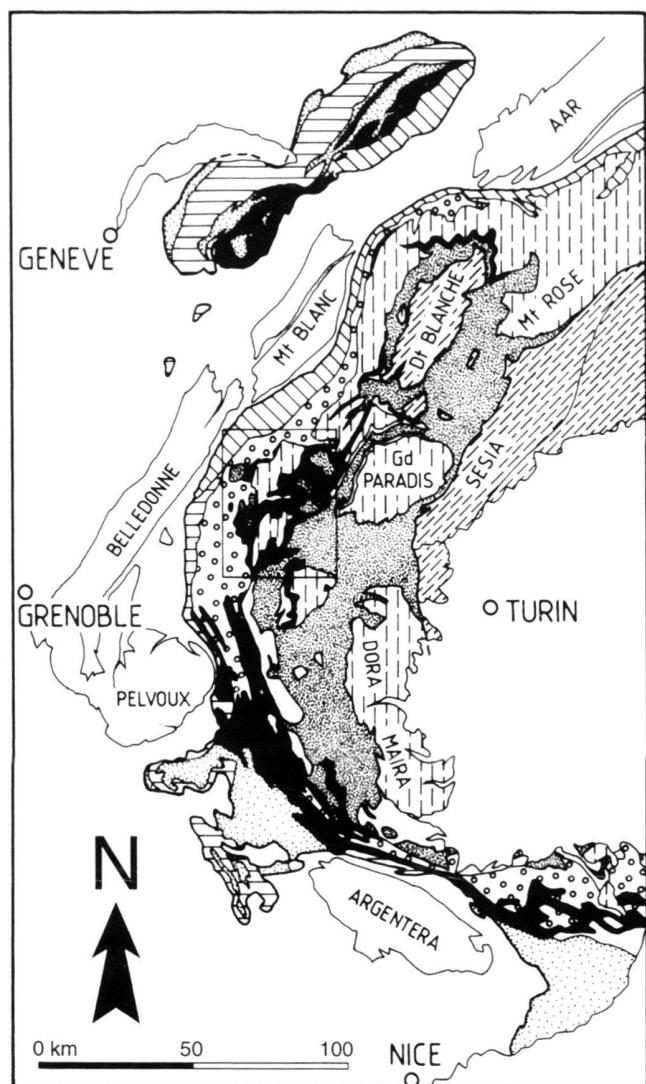 AAR
GENEVE
Mt BLANC
Dt BLANCHE
Mt ROSE
BELLEDONNE
Gd
PARADIS
SESIA
GRENOBLE
TURIN
PELVOUX
DORA
MAIRA
N
ARGENTERA
0 km 50 100
NICE